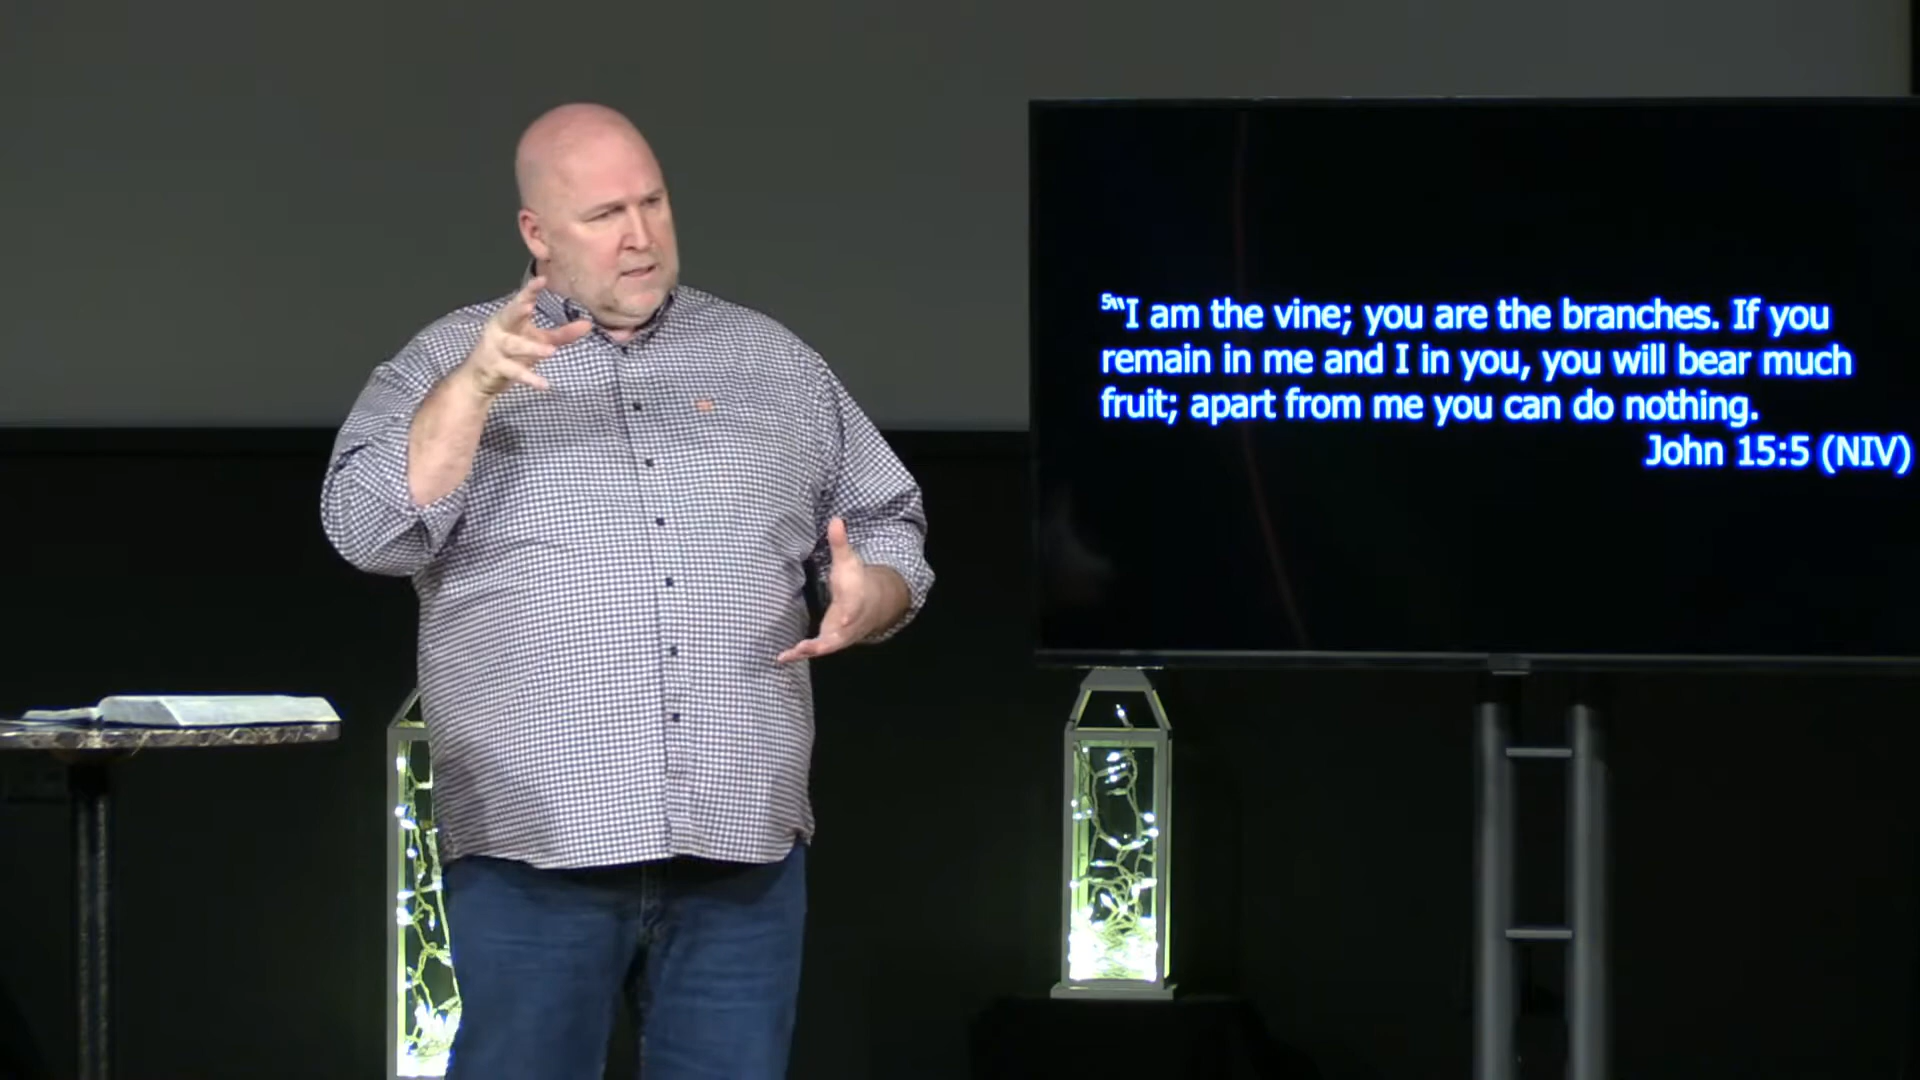 ⁵“I am the vine; you are the branches. If you
remain in me and I in you, you will bear much
fruit; apart from me you can do nothing.
John 15:5 (NIV)